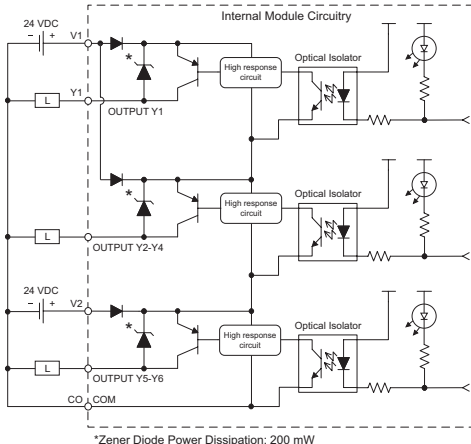 Internal Module Circuitry
24 VDC
− + V1
*
High response circuit
Optical Isolator
L Y1
OUTPUT Y1
*
High response circuit
Optical Isolator
L
OUTPUT Y2-Y4
24 VDC
− + V2
*
High response circuit
Optical Isolator
L
OUTPUT Y5-Y6
CO COM
*Zener Diode Power Dissipation: 200 mW